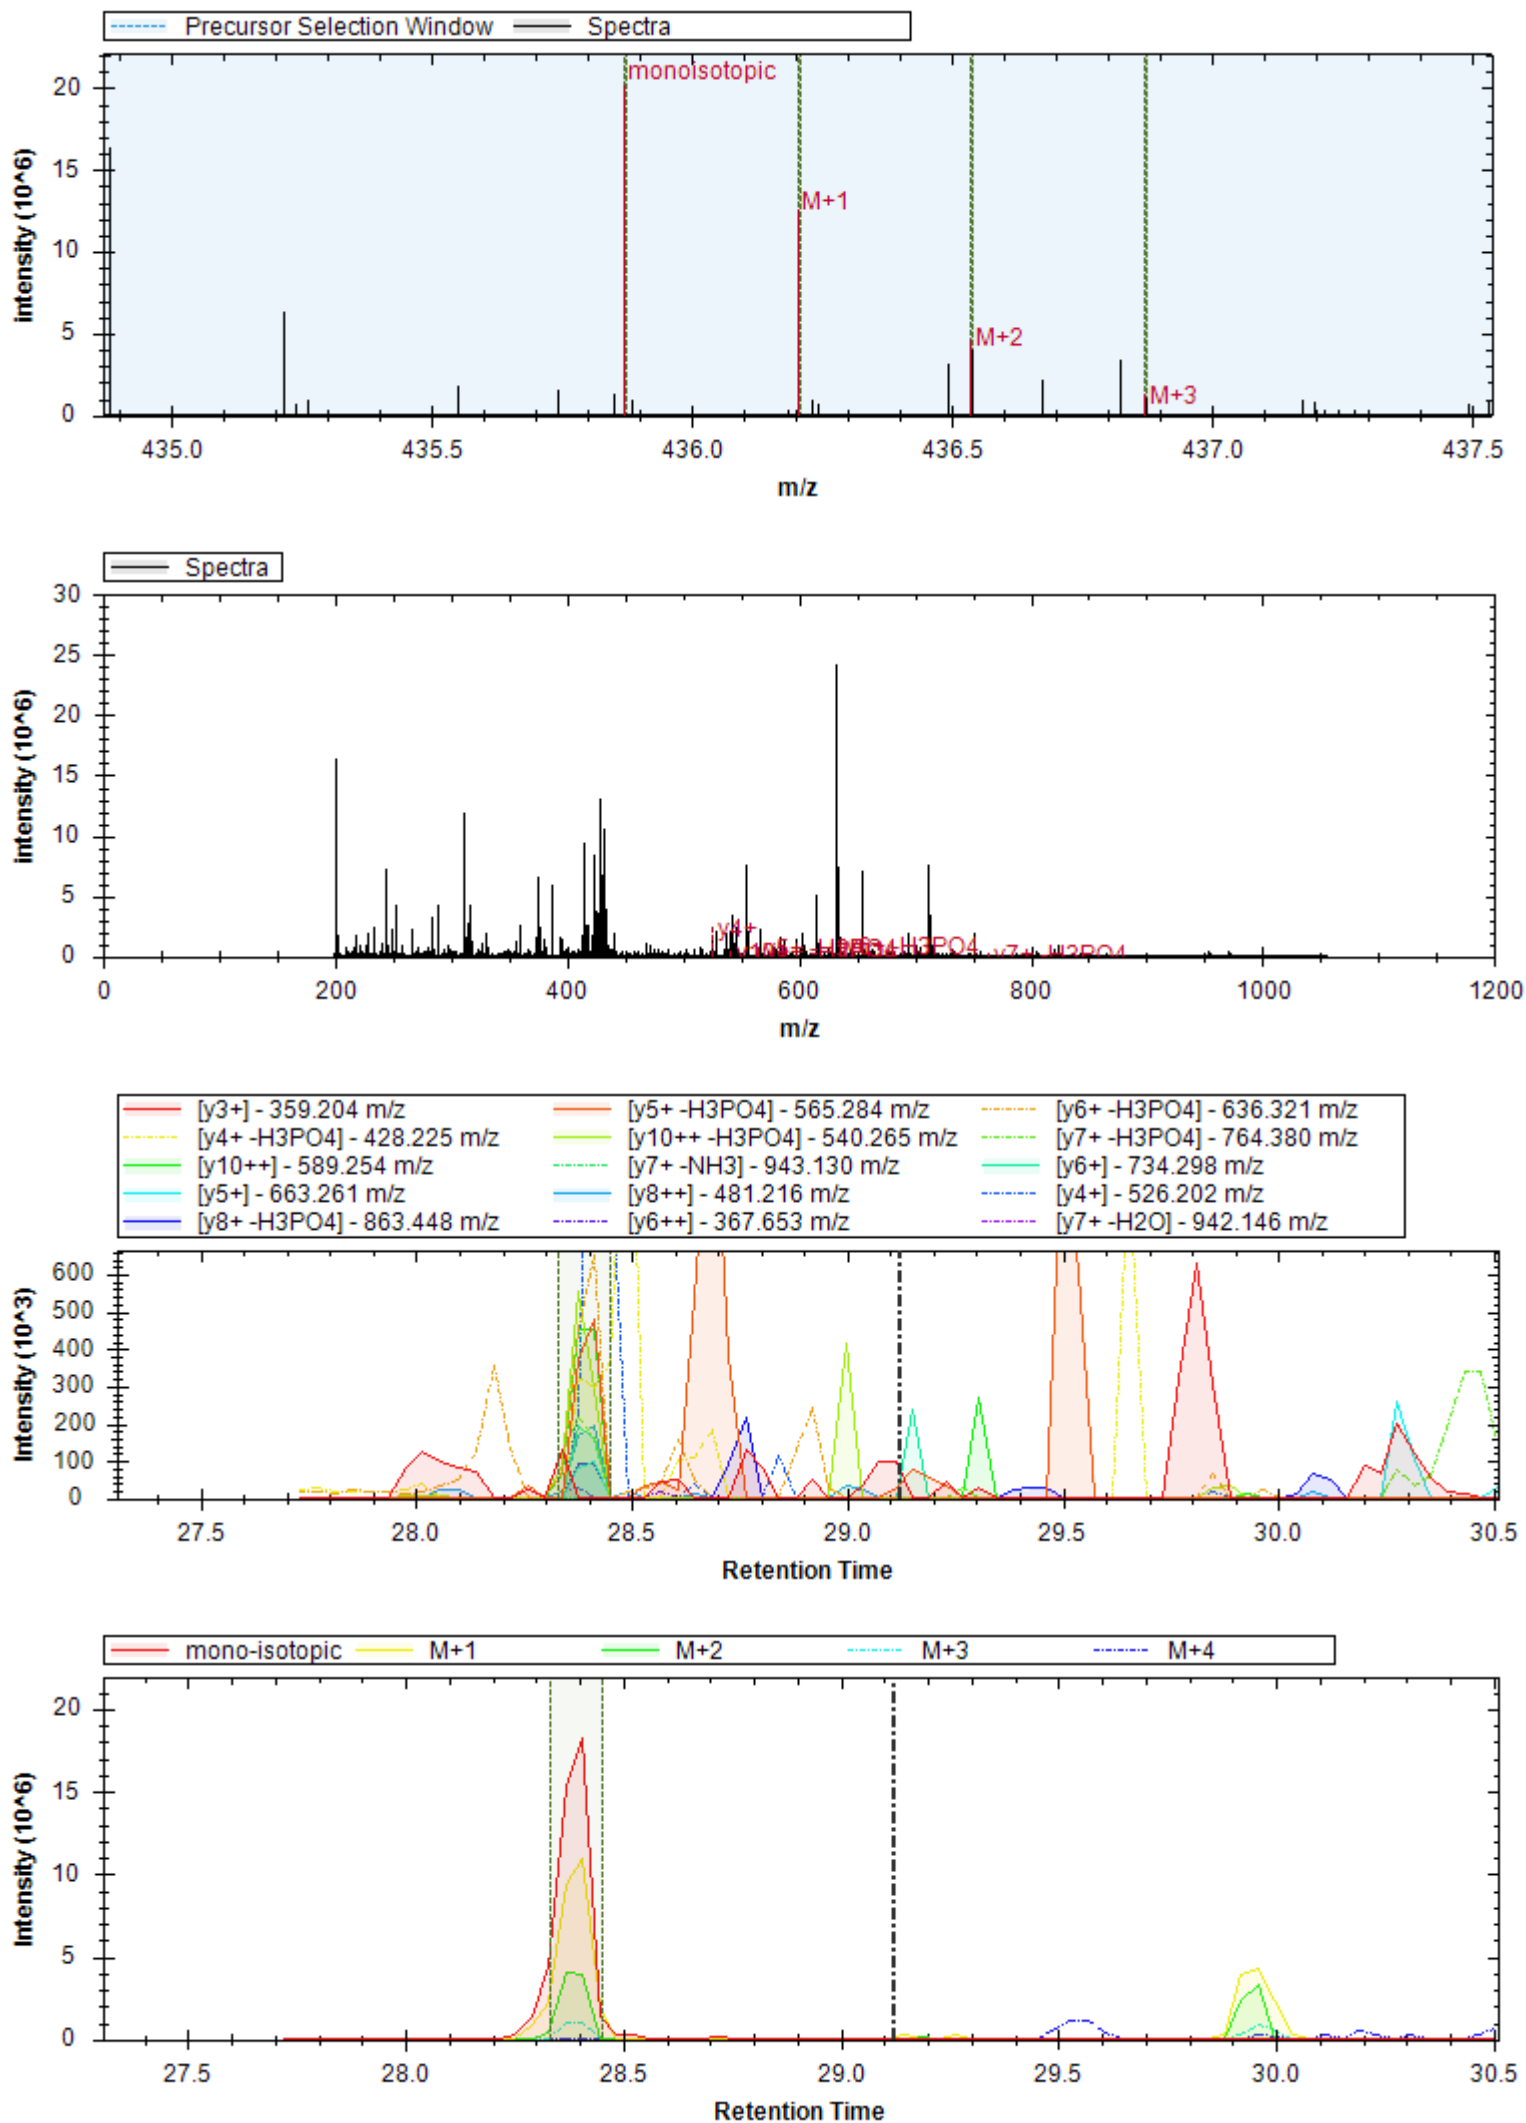 Precursor Selection Window Spectra
monoisotopic
M+1
M+2
M+3
intensity (10^6)
20
15
10
5
0
435.0 435.5 436.0 436.5 437.0 437.5
m/z
Spectra
intensity (10^6)
30
25
20
15
10
5
0
y4+
y7+ -H3PO4
0 200 400 600 800 1000 1200
m/z
[y3+] - 359.204 m/z [y5+ -H3PO4] - 565.284 m/z [y6+ -H3PO4] - 636.321 m/z
[y4+ -H3PO4] - 428.225 m/z [y10++ -H3PO4] - 540.265 m/z [y7+ -H3PO4] - 764.380 m/z
[y10++] - 589.254 m/z [y7+ -NH3] - 943.130 m/z [y6+] - 734.298 m/z
[y5+] - 663.261 m/z [y8++] - 481.216 m/z [y4+] - 526.202 m/z
[y8+ -H3PO4] - 863.448 m/z [y6++] - 367.653 m/z [y7+ -H2O] - 942.146 m/z
Intensity (10^3)
600
500
400
300
200
100
0
27.5 28.0 28.5 29.0 29.5 30.0 30.5
Retention Time
mono-isotopic M+1 M+2 M+3 M+4
Intensity (10^6)
20
15
10
5
0
27.5 28.0 28.5 29.0 29.5 30.0 30.5
Retention Time